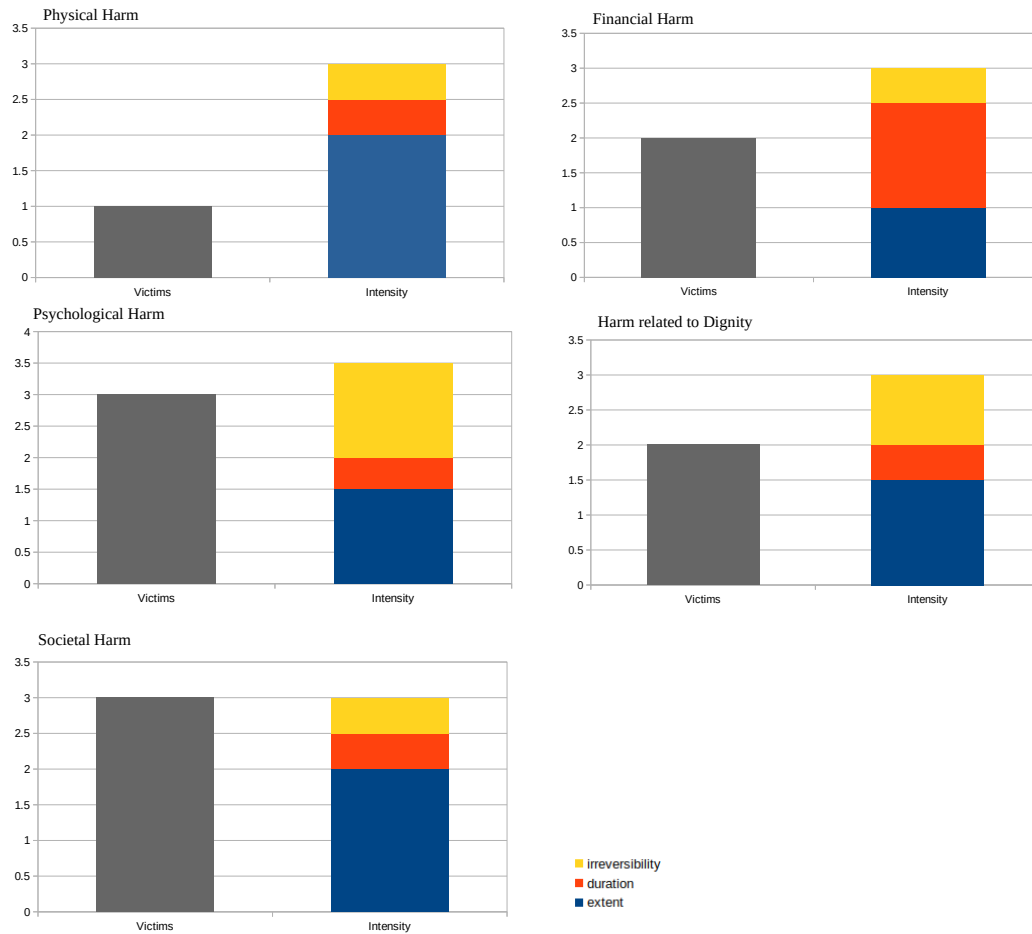 Physical Harm
3.5
3
2.5
2
1.5
1
0.5
0
Victims
Intensity
Financial Harm
3.5
3
2.5
2
1.5
1
0.5
0
Victims
Intensity
Psychological Harm
4
3.5
3
2.5
2
1.5
1
0.5
0
Victims
Intensity
Harm related to Dignity
3.5
3
2.5
2
1.5
1
0.5
0
Victims
Intensity
Societal Harm
3.5
3
2.5
2
1.5
1
0.5
0
Victims
Intensity
irreversibility
duration
extent